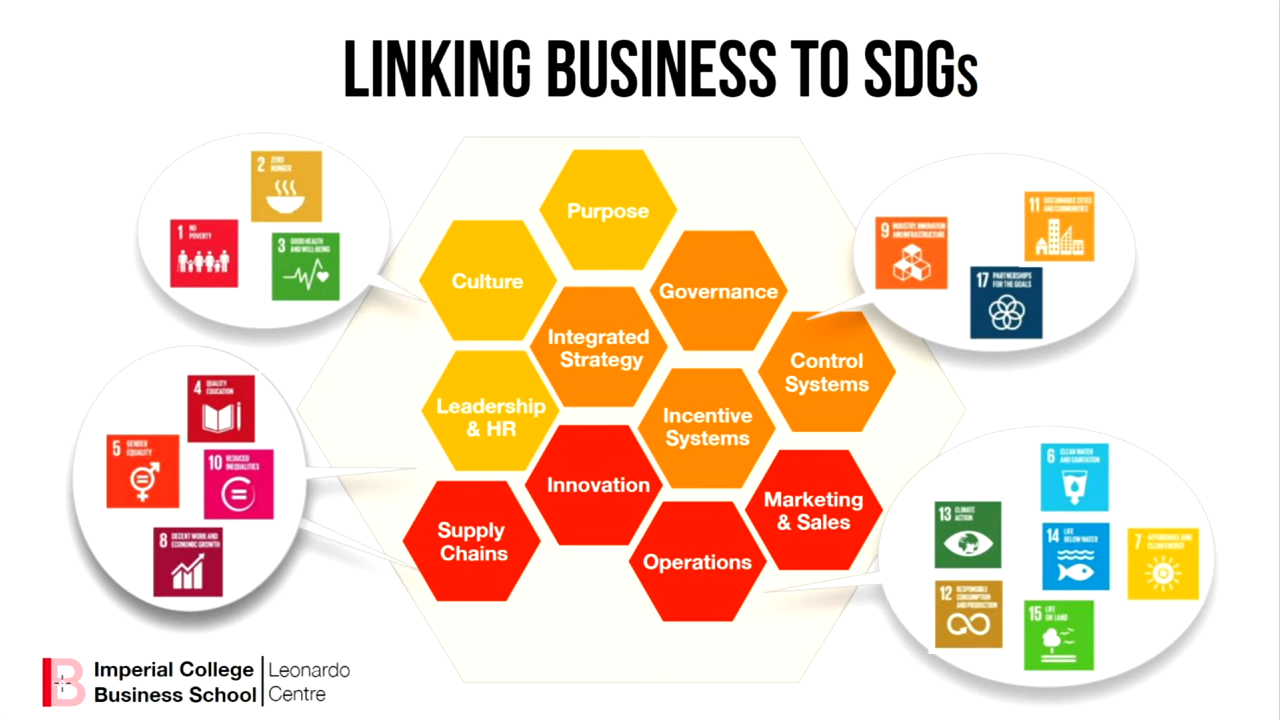 LINKING BUSINESS TO SDGs
2 ZERO
HUNGER
1 NO
POVERTY
3 GOOD HEALTH
AND WELL-BEING
9 INDUSTRY, INNOVATION
AND INFRASTRUCTURE
11 SUSTAINABLE CITIES
AND COMMUNITIES
17 PARTNERSHIPS
FOR THE GOALS
Purpose
Culture
Governance
Integrated
Strategy
Control
Systems
Leadership
& HR
Incentive
Systems
Innovation
Marketing
& Sales
Supply
Chains
Operations
4 QUALITY
EDUCATION
5 GENDER
EQUALITY
10 REDUCED
INEQUALITIES
8 DECENT WORK AND
ECONOMIC GROWTH
6 CLEAN WATER
AND SANITATION
13 CLIMATE
ACTION
14 LIFE
BELOW WATER
7 AFFORDABLE AND
CLEAN ENERGY
12 RESPONSIBLE
CONSUMPTION
AND PRODUCTION
15 LIFE
ON LAND
Imperial College
Business School
Leonardo
Centre